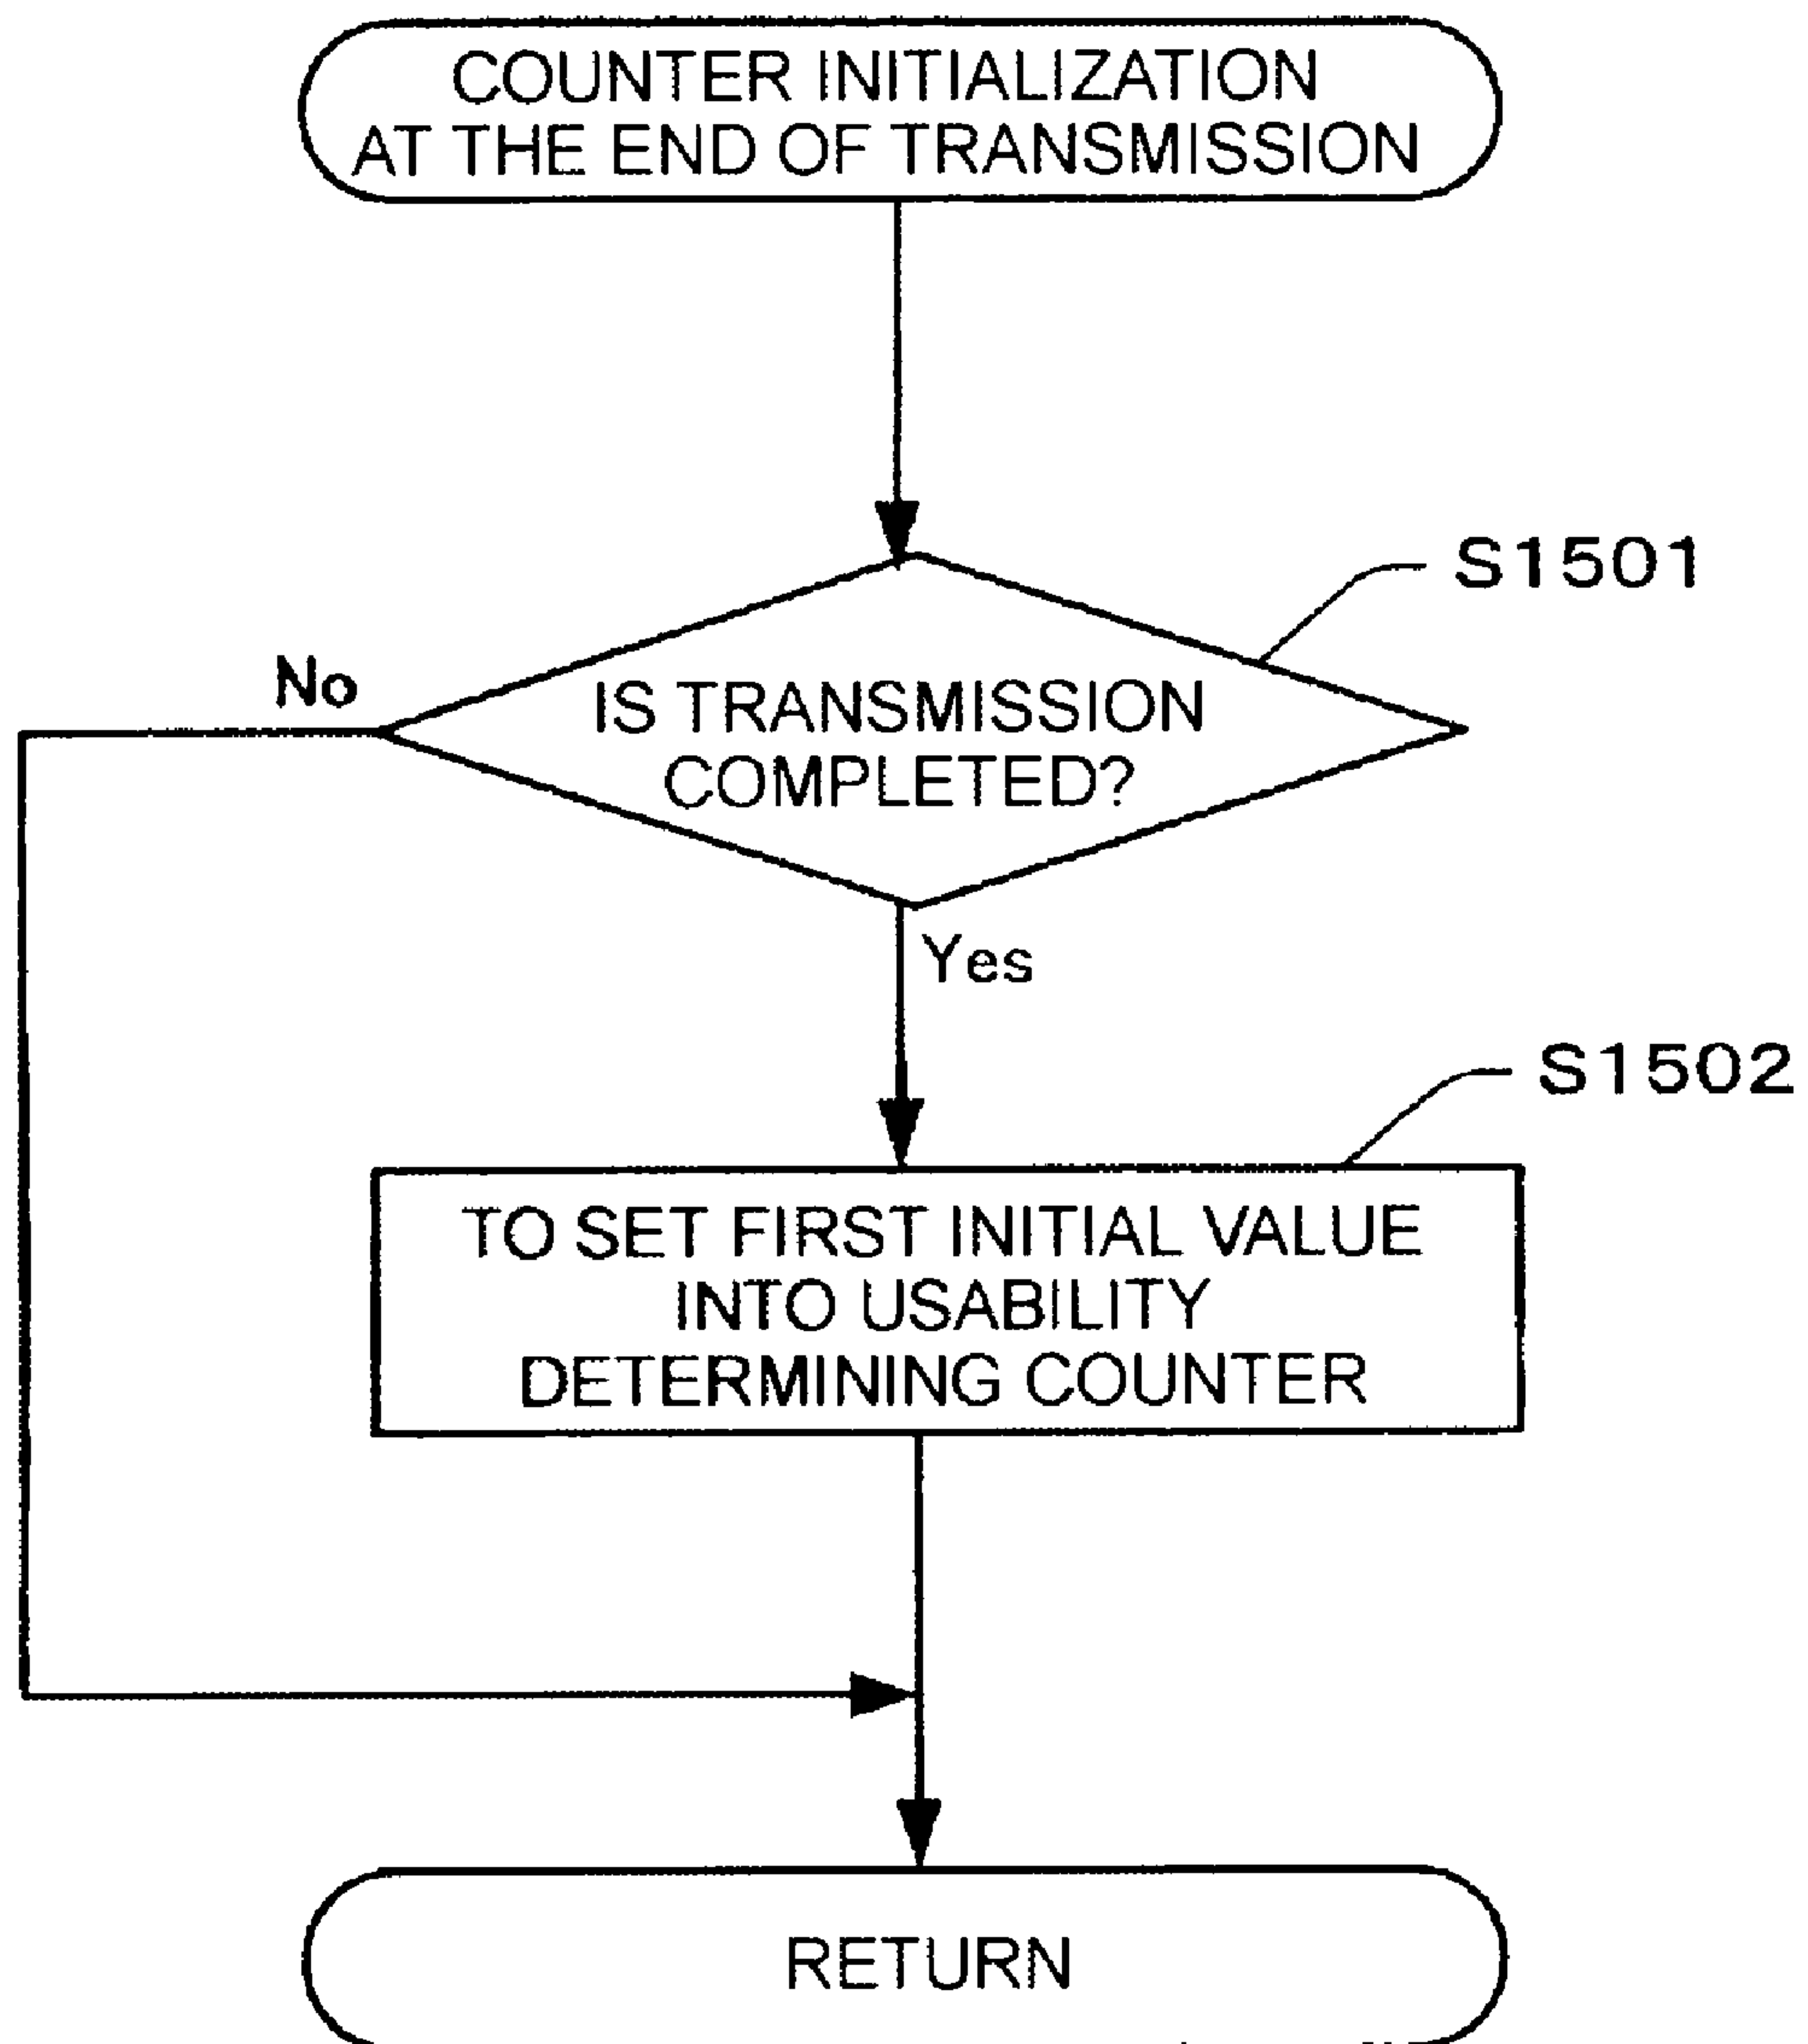 COUNTER INITIALIZATION
AT THE END OF TRANSMISSION
S1501
No
IS TRANSMISSION
COMPLETED?
Yes
S1502
TO SET FIRST INITIAL VALUE
INTO USABILITY
DETERMINING COUNTER
RETURN